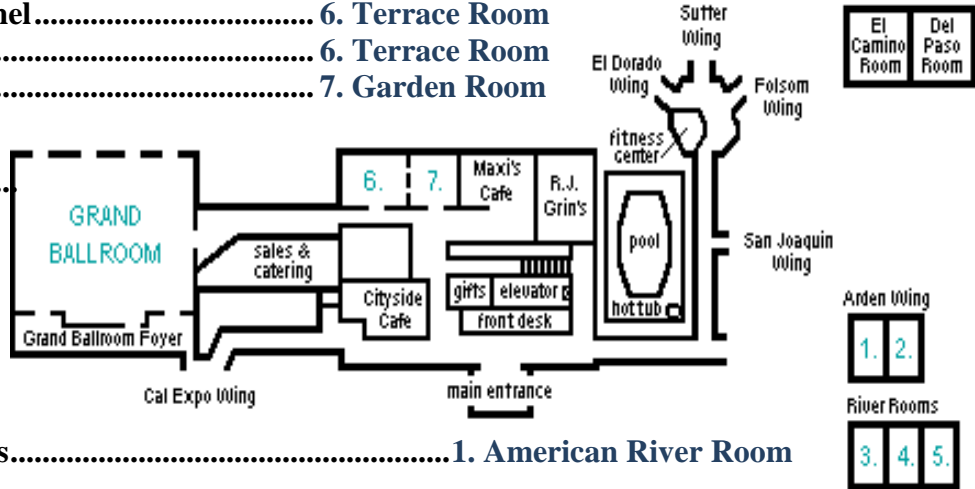 nel.................................... 6. Terrace Room
......................................... 6. Terrace Room
......................................... 7. Garden Room
...
Sutter
Wing
El Dorado
Wing
Folsom
Wing
El
Camino
Room
Del
Paso
Room
fitness
center
6.
7.
Maxi's
Cafe
R.J.
Grin's
GRAND
BALLROOM
sales &
catering
pool
San Joaquin
Wing
Cityside
Cafe
gifts
elevator
hot tub
front desk
Grand Ballroom Foyer
Arden Wing
1. 2.
Cal Expo Wing
main entrance
River Rooms
3. 4. 5.
s....................................................1. American River Room